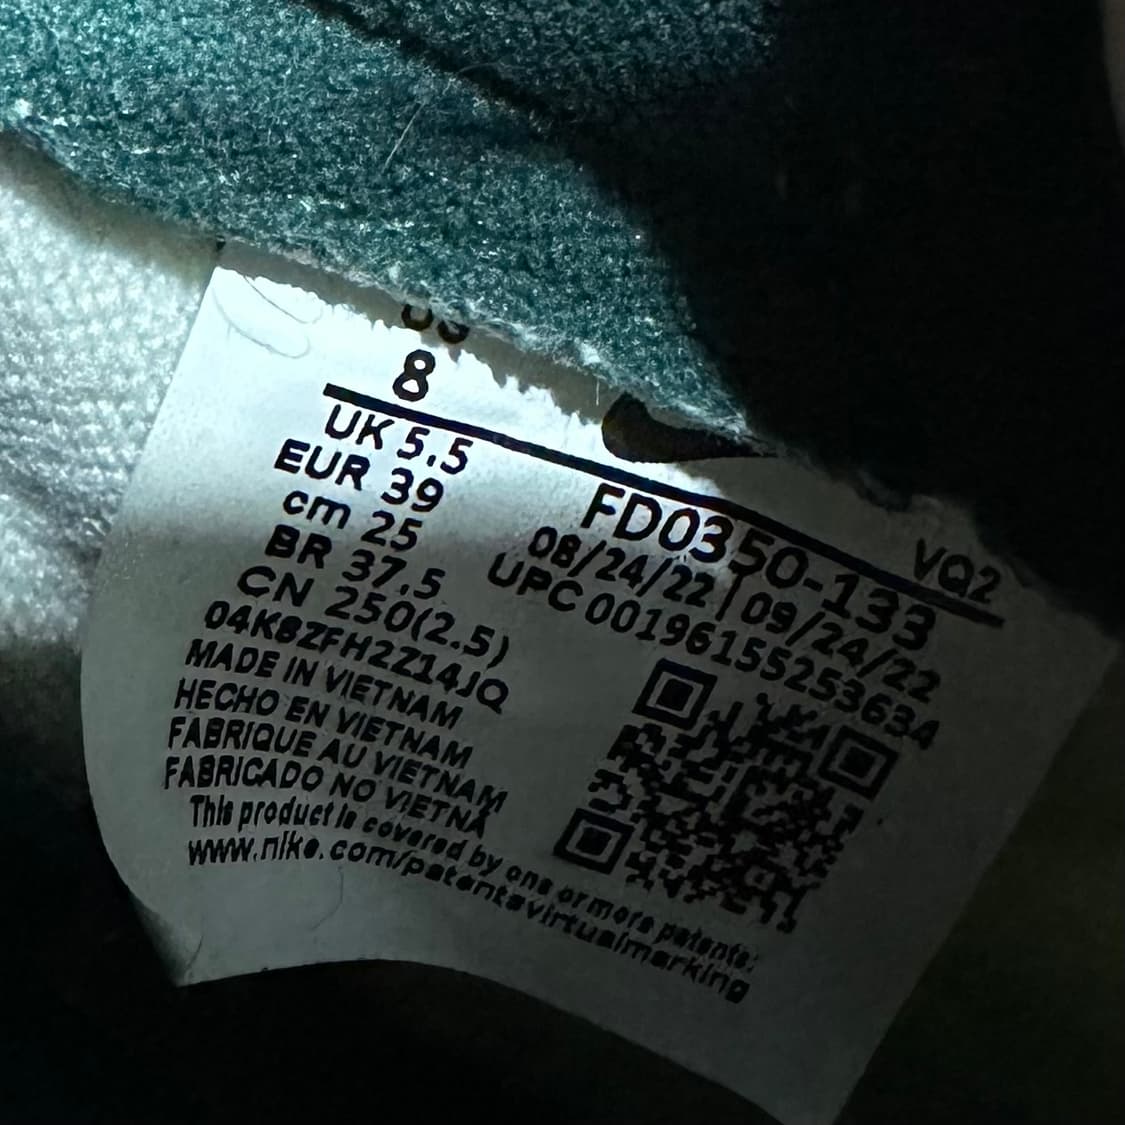 US
8
UK 5.5
EUR 39
cm 25
BR 37,5
CN 250(2.5)
04KBZFH2Z14JQ
MADE IN VIETNAM
HECHO EN VIETNAM
FABRIQUE AU VIETNAM
FABRICADO NO VIETNA
This product is covered by one or more patents:
www.nike.com/patentsvirtualmarking
VQ2
FD0350-133
08/24/22 | 09/24/22
UPC 00196155253634